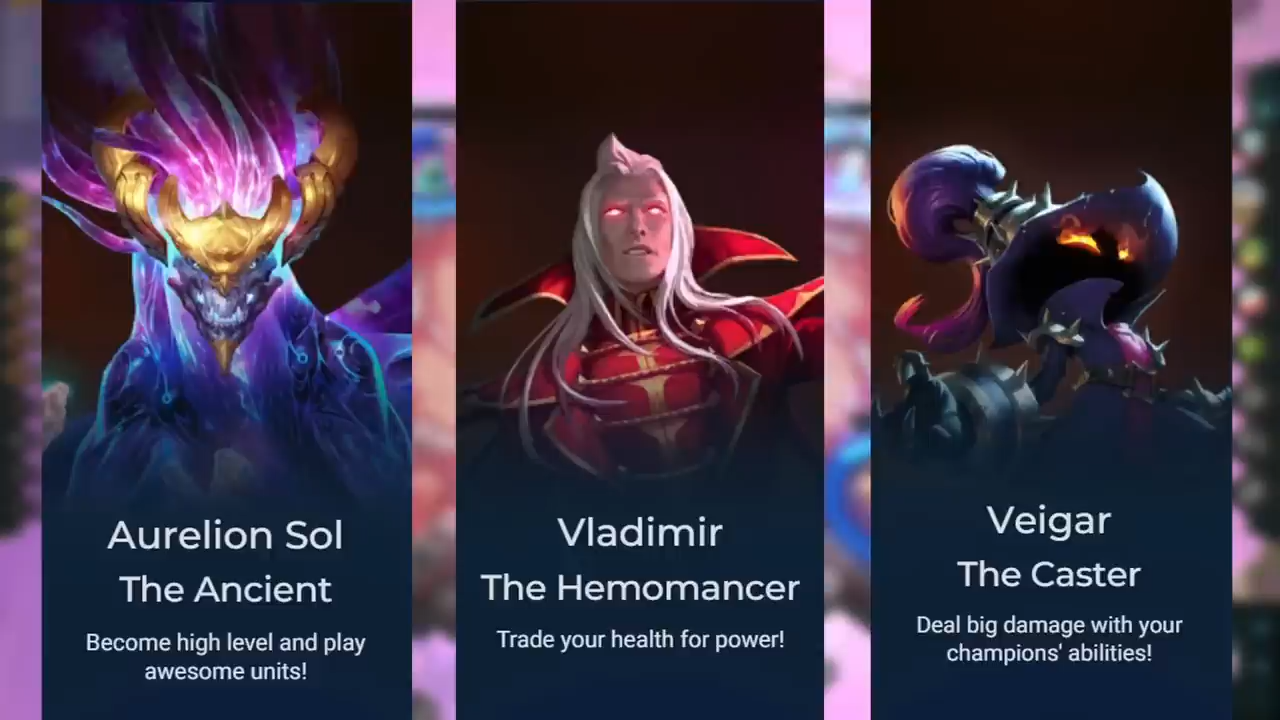 Aurelion Sol
The Ancient
Become high level and play
awesome units!
Vladimir
The Hemomancer
Trade your health for power!
Veigar
The Caster
Deal big damage with your
champions' abilities!